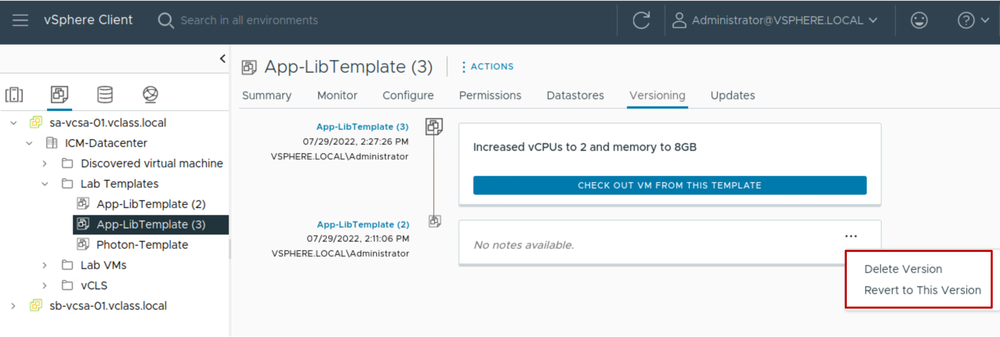 vSphere Client
Search in all environments
Administrator@VSPHERE.LOCAL
App-LibTemplate (3)
ACTIONS
Summary
Monitor
Configure
Permissions
Datastores
Versioning
Updates
sa-vcsa-01.vclass.local
ICM-Datacenter
Discovered virtual machine
Lab Templates
App-LibTemplate (2)
App-LibTemplate (3)
Photon-Template
Lab VMs
vCLS
sb-vcsa-01.vclass.local
App-LibTemplate (3)
07/29/2022, 2:27:26 PM
VSPHERE.LOCAL\Administrator
Increased vCPUs to 2 and memory to 8GB
CHECK OUT VM FROM THIS TEMPLATE
App-LibTemplate (2)
07/29/2022, 2:11:06 PM
VSPHERE.LOCAL\Administrator
No notes available.
...
Delete Version
Revert to This Version